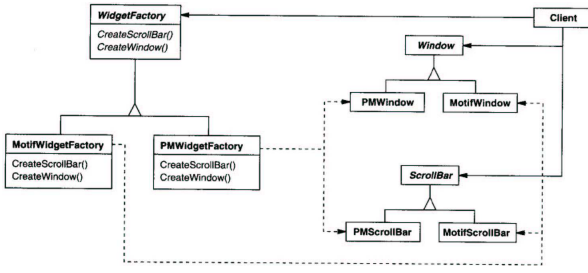 WidgetFactory
CreateScrollBar()
CreateWindow()
Client
Window
PMWindow
MotifWindow
MotifWidgetFactory
CreateScrollBar()
CreateWindow()
PMWidgetFactory
CreateScrollBar()
CreateWindow()
ScrollBar
PMScrollBar
MotifScrollBar